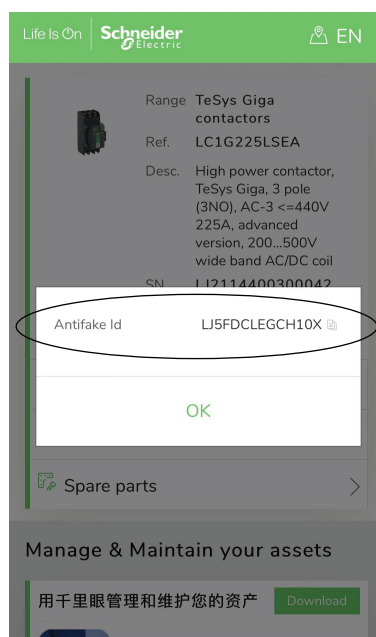 Life Is On Schneider Electric EN
Range TeSys Giga
contactors
Ref. LC1G225LSEA
Desc. High power contactor,
TeSys Giga, 3 pole
(3NO), AC-3 <=440V
225A, advanced
version, 200...500V
wide band AC/DC coil
SN LJ2114400300042
Antifake Id LJ5FDCLEGCH10X
OK
Spare parts
Manage & Maintain your assets
用千里眼管理和维护您的资产 Download